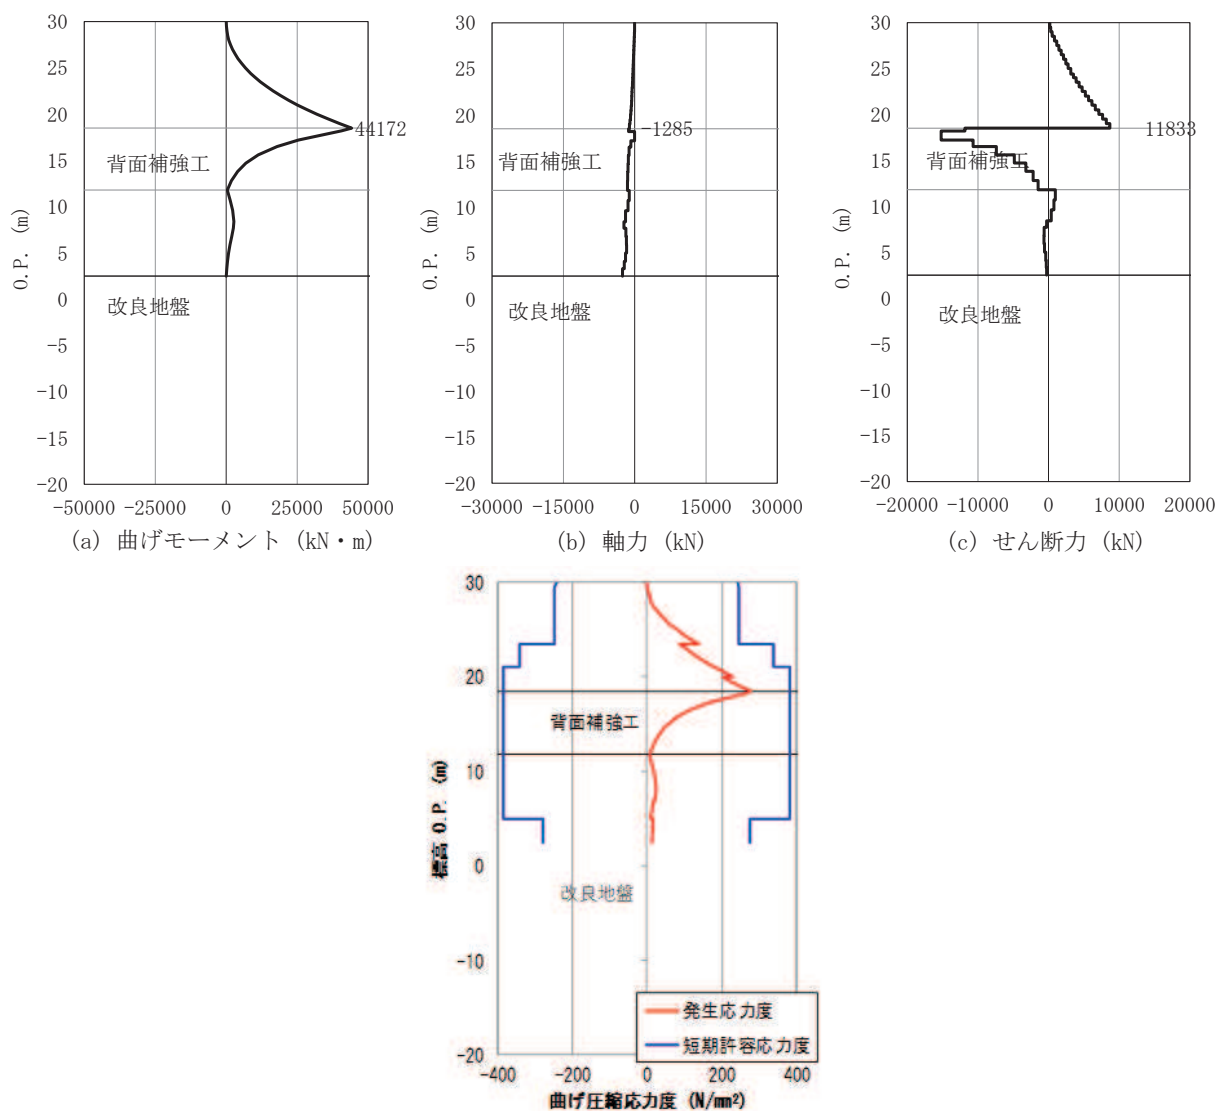 30
25
20
15
10
5
0
-5
-10
-15
-20
O.P. (m)
44172
背面補強工
改良地盤
-50000 -25000 0 25000 50000
(a) 曲げモーメント (kN・m)
30
25
20
15
10
5
0
-5
-10
-15
-20
O.P. (m)
-1285
背面補強工
改良地盤
-30000 -15000 0 15000 30000
(b) 軸力 (kN)
30
25
20
15
10
5
0
-5
-10
-15
-20
O.P. (m)
11833
背面補強工
改良地盤
-20000 -10000 0 10000 20000
(c) せん断力 (kN)
30
20
10
0
-10
-20
標高 O.P. (m)
背面補強工
改良地盤
発生応力度
短期許容応力度
-400 -200 0 200 400
曲げ圧縮応力度 (N/mm²)